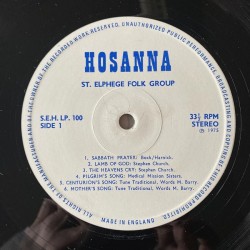 HOSANNA
ST. ELPHEGE FOLK GROUP
S.E.H. LP. 100
SIDE 1
33⅓ RPM
STEREO
℗ 1973
1. SABBATH PRAYER: Bock/Harnick.
2. LAMB OF GOD: Stephen Church.
3. THE HEAVENS CRY: Stephen Church.
4. PILGRIM'S SONG: Medical Mission Sisters.
5. CENTURION'S SONG: Tune Traditional, Words M. Barry.
6. MOTHER'S SONG: Tune Traditional, Words M. Barry.
ALL RIGHTS OF THE MANUFACTURER AND OF THE OWNER OF THE RECORDED WORK RESERVED. UNAUTHORIZED PUBLIC PERFORMANCE, BROADCASTING AND COPYING OF THIS RECORD PROHIBITED.
MADE IN ENGLAND